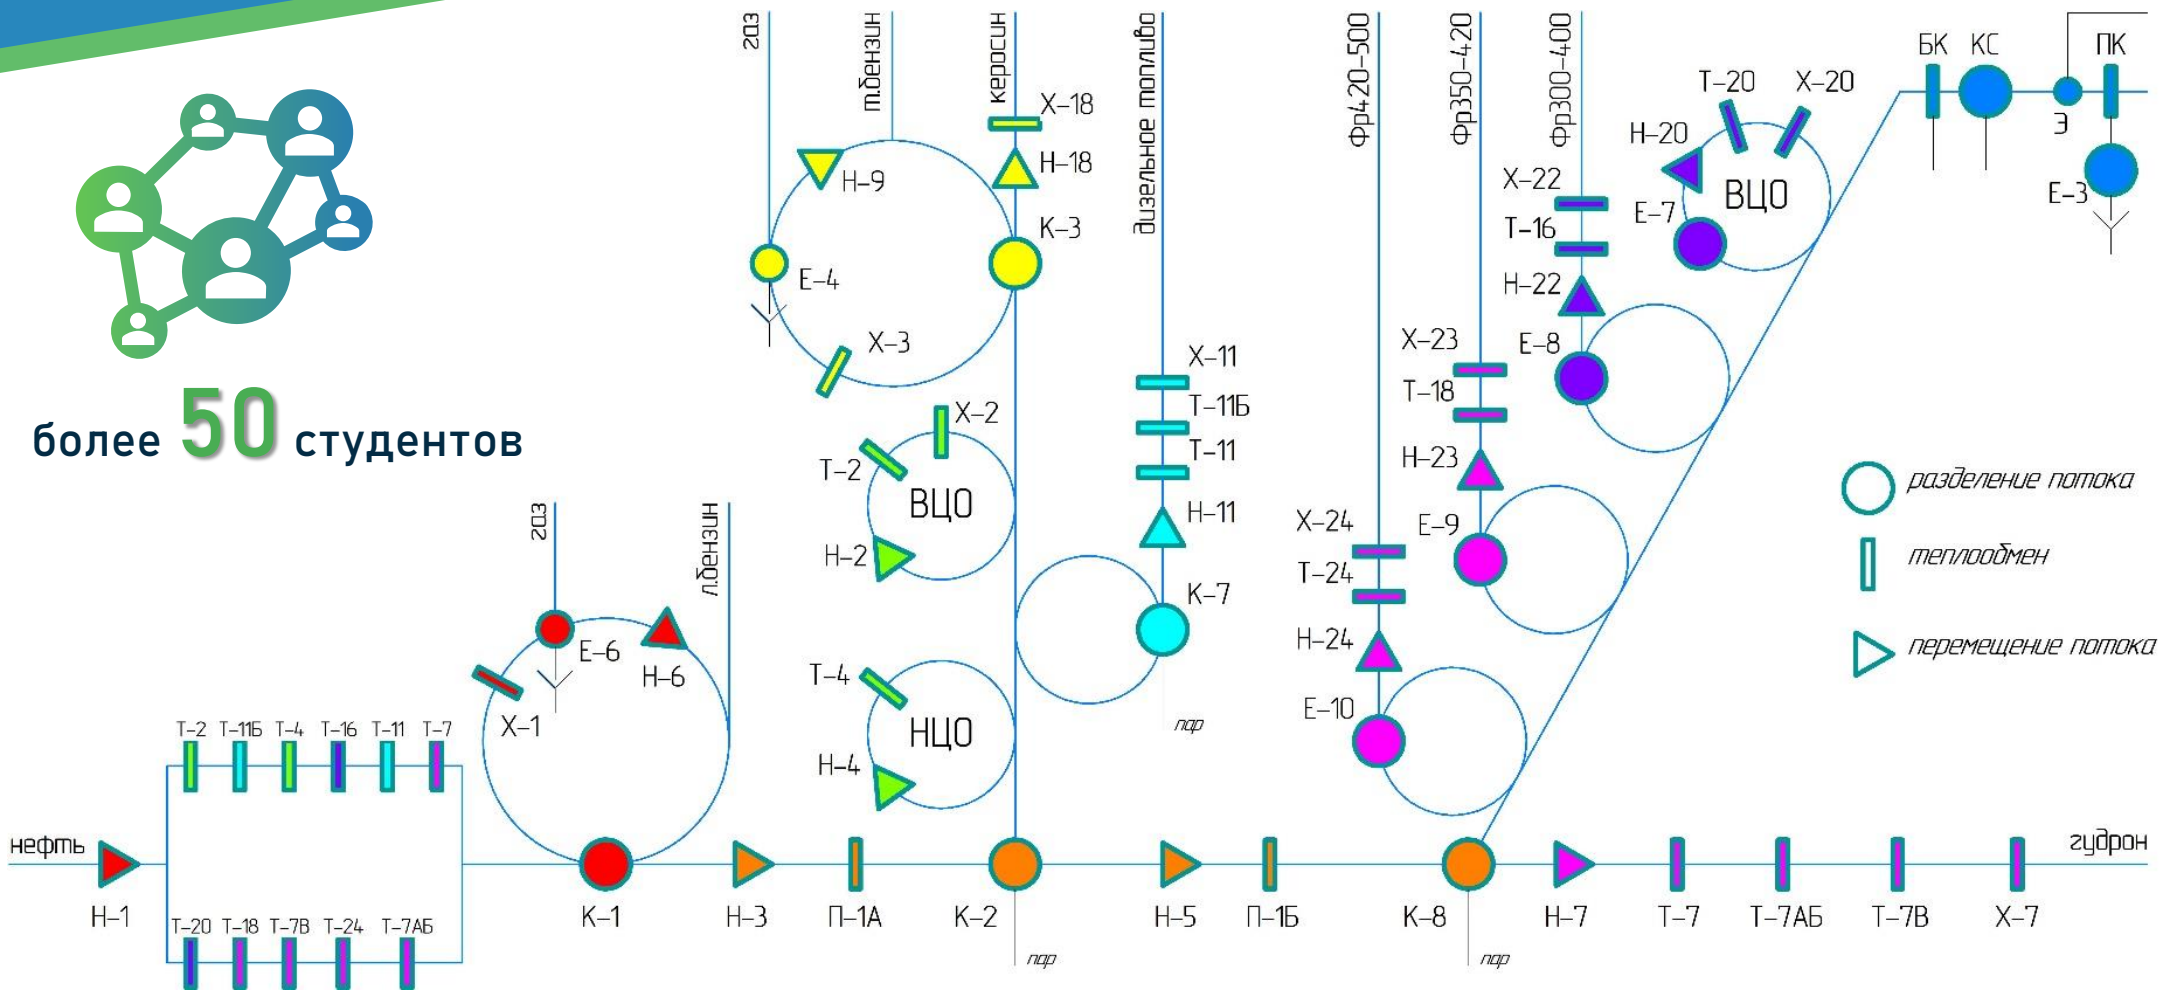 более 50 студентов
газ
т.бензин
керосин
дизельное топливо
Фр420-500
Фр350-420
Фр300-400
БК
КС
ПК
Э
Е-3
Т-20
Х-20
Н-20
ВЦО
Е-7
Х-22
Т-16
Н-22
Е-8
Х-18
Н-9
Н-18
К-3
Е-4
Х-3
Х-2
Т-2
ВЦО
Н-2
Х-11
Т-11Б
Т-11
Н-11
К-7
пар
Х-23
Т-18
Н-23
Е-9
Х-24
Т-24
Н-24
Е-10
разделение потока
теплообмен
перемещение потока
газ
л.бензин
Е-6
Н-6
Х-1
Т-4
НЦО
Н-4
Т-2
Т-11Б
Т-4
Т-16
Т-11
Т-7
нефть
гудрон
Н-1
К-1
Н-3
П-1А
К-2
Н-5
П-1Б
К-8
Н-7
Т-7
Т-7АБ
Т-7В
Х-7
Т-20
Т-18
Т-7В
Т-24
Т-7АБ
пар
пар